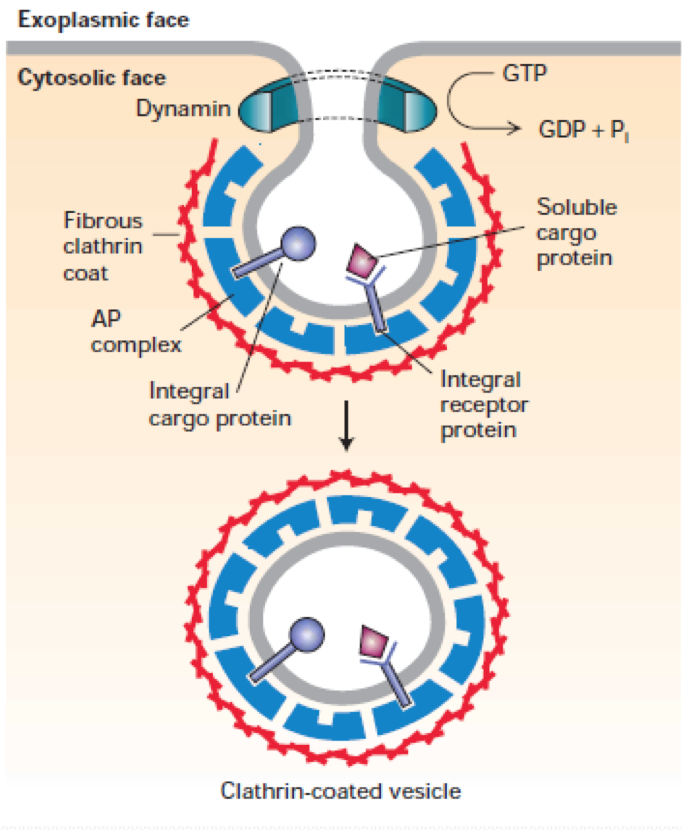 Exoplasmic face
Cytosolic face
Dynamin
GTP
GDP + Pi
Fibrous
clathrin
coat
Soluble
cargo
protein
AP
complex
Integral
cargo protein
Integral
receptor
protein
Clathrin-coated vesicle